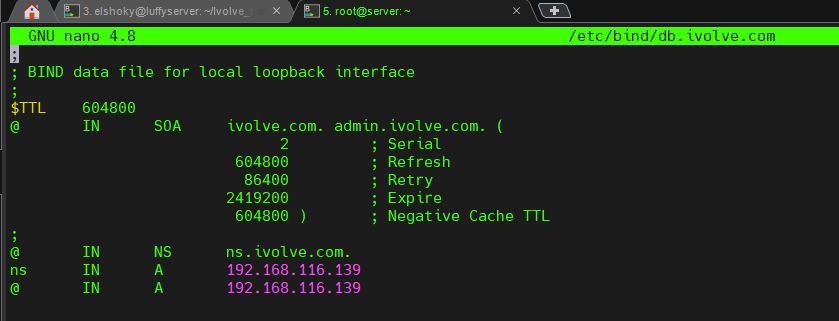 3. elshoky@luffyserver: ~/Ivolve_
5. root@server: ~
GNU nano 4.8 /etc/bind/db.ivolve.com
;
; BIND data file for local loopback interface
;
$TTL 604800
@ IN SOA ivolve.com. admin.ivolve.com. (
2 ; Serial
604800 ; Refresh
86400 ; Retry
2419200 ; Expire
604800 ) ; Negative Cache TTL
;
@ IN NS ns.ivolve.com.
ns IN A 192.168.116.139
@ IN A 192.168.116.139